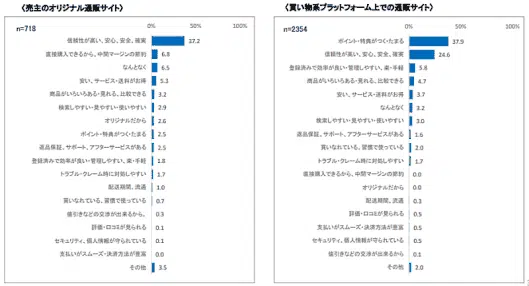 〈売主のオリジナル通販サイト〉
n=718
0%
50%
100%
信頼性が高い、安心、安全、確実
37.2
直接購入できるから、中間マージンの節約
6.8
なんとなく
6.5
安い、サービス・送料がお得
5.3
商品がいろいろある・見れる、比較できる
3.2
検索しやすい・見やすい・使いやすい
2.9
オリジナルだから
2.6
ポイント・特典がつく・たまる
2.5
返品保証、サポート、アフターサービスがある
2.5
登録済みで効率が良い・管理しやすい、楽・手軽
1.8
トラブル・クレーム時に対処しやすい
1.7
配送期間、流通
1.0
買いなれている、習慣で使っている
0.7
値引きなどの交渉が出来るから。
0.3
評価・口コミが見られる
0.1
セキュリティ、個人情報が守られている
0.1
支払いがスムーズ・決済方法が豊富
0.0
その他
3.5
〈買い物系プラットフォーム上での通販サイト〉
n=2354
0%
50%
100%
ポイント・特典がつく・たまる
37.9
信頼性が高い、安心、安全、確実
24.6
登録済みで効率が良い・管理しやすい、楽・手軽
5.8
商品がいろいろある・見れる、比較できる
4.7
安い、サービス・送料がお得
3.7
なんとなく
3.2
検索しやすい・見やすい・使いやすい
3.0
返品保証、サポート、アフターサービスがある
1.6
買いなれている、習慣で使っている
2.0
トラブル・クレーム時に対処しやすい
1.7
直接購入できるから、中間マージンの節約
0.0
オリジナルだから
0.0
配送期間、流通
0.3
評価・口コミが見られる
0.5
支払いがスムーズ・決済方法が豊富
0.5
セキュリティ、個人情報が守られている
0.5
値引きなどの交渉が出来るから
0.1
その他
2.0